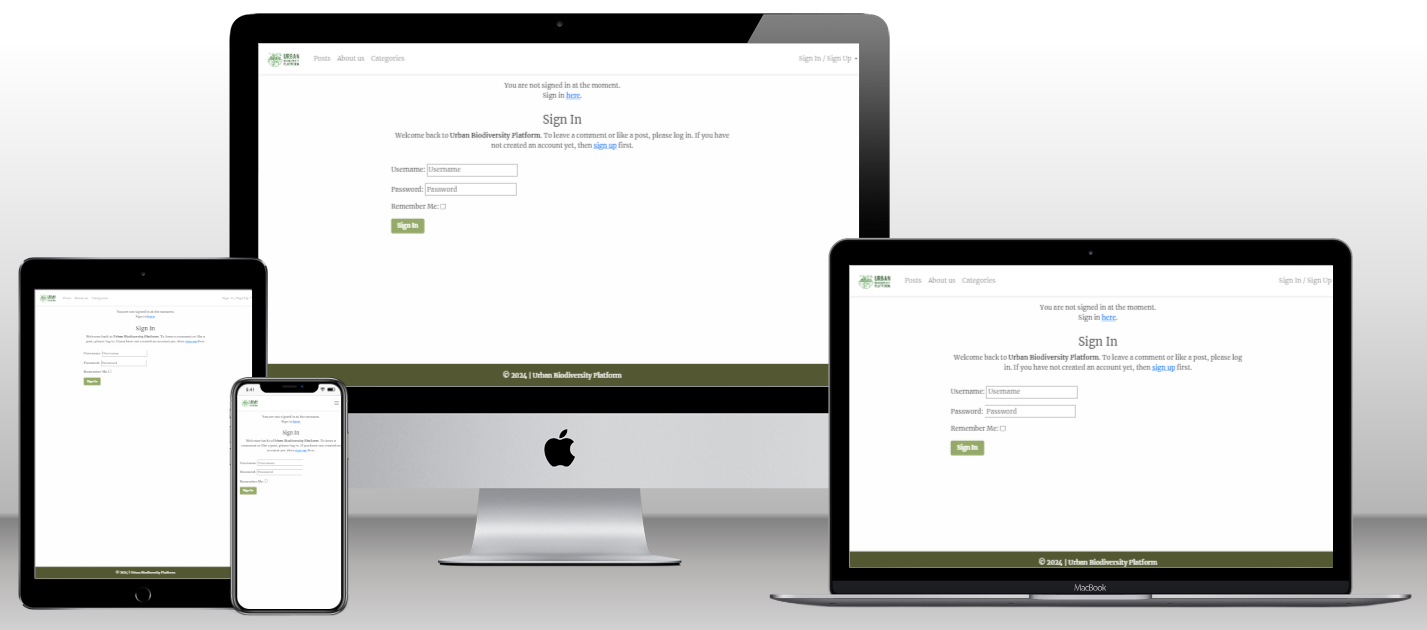 URBAN
BIODIVERSITY
PLATFORM
Posts About us Categories
Sign In / Sign Up
You are not signed in at the moment.
Sign in here.
Sign In
Welcome back to Urban Biodiversity Platform. To leave a comment or like a post, please log in. If you have
not created an account yet, then sign up first.
Username: Username
Password: Password
Remember Me:
Sign In
© 2024 | Urban Biodiversity Platform
URBAN
BIODIVERSITY
PLATFORM
Posts About us Categories
Sign In / Sign Up
You are not signed in at the moment.
Sign in here.
Sign In
Welcome back to Urban Biodiversity Platform. To leave a comment or like a post, please log
in. If you have not created an account yet, then sign up first.
Username: Username
Password: Password
Remember Me:
Sign In
© 2024 | Urban Biodiversity Platform
MacBook
URBAN
Posts About us Categories
Sign In / Sign Up
You are not signed in at the moment.
Sign in here.
Sign In
Welcome back to Urban Biodiversity Platform. To leave a comment or like a
post, please log in. If you have not created an account yet, then sign up first.
Username: Username
Password: Password
Remember Me:
Sign In
© 2024 | Urban Biodiversity Platform
9:41
URBAN
You are not signed in at the moment.
Sign in here.
Sign In
Welcome back to Urban Biodiversity Platform. To leave a
comment or like a post, please log in. If you have not created an
account yet, then sign up first.
Username: Username
Password: Password
Remember Me:
Sign In